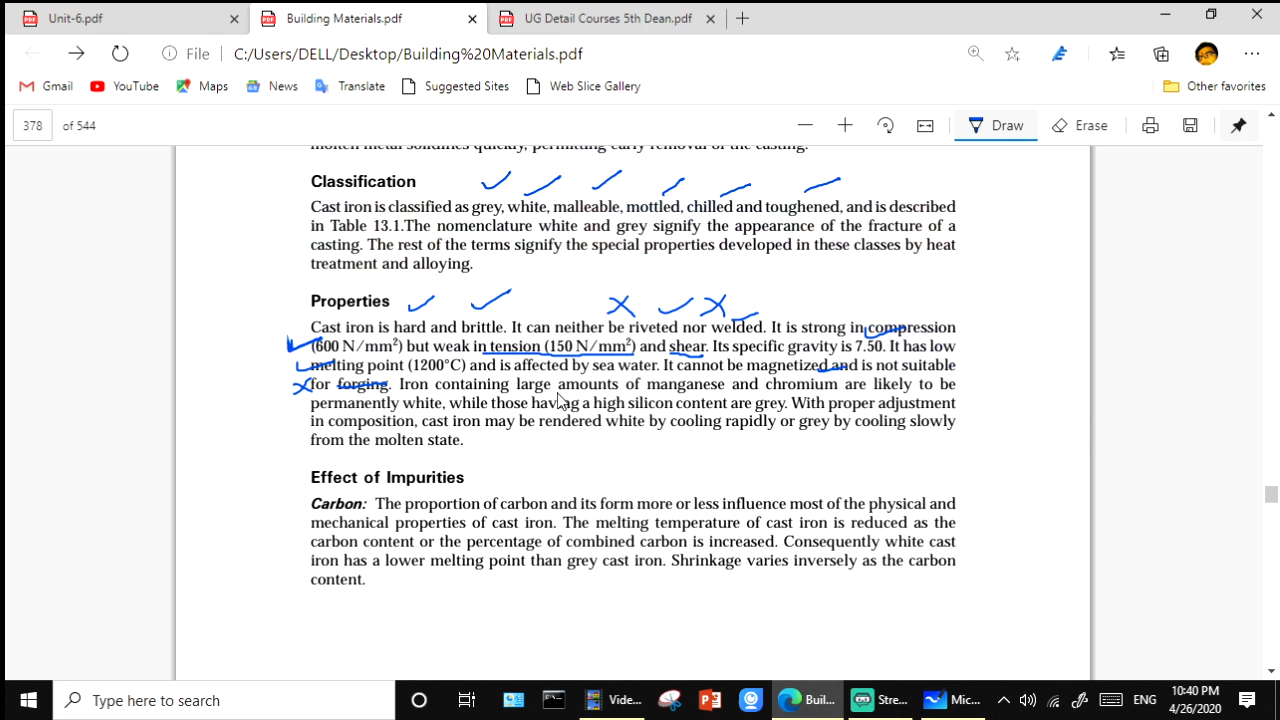 Unit-6.pdf
Building Materials.pdf
UG Detail Courses 5th Dean.pdf
File
C:/Users/DELL/Desktop/Building%20Materials.pdf
Gmail YouTube Maps News Translate Suggested Sites Web Slice Gallery Other favorites
378 of 544 Draw Erase
molten metal solidifies quickly, permitting early removal of the casting.
Classification
Cast iron is classified as grey, white, malleable, mottled, chilled and toughened, and is described
in Table 13.1.The nomenclature white and grey signify the appearance of the fracture of a
casting. The rest of the terms signify the special properties developed in these classes by heat
treatment and alloying.
Properties
Cast iron is hard and brittle. It can neither be riveted nor welded. It is strong in compression
(600 N/mm²) but weak in tension (150 N/mm²) and shear. Its specific gravity is 7.50. It has low
melting point (1200°C) and is affected by sea water. It cannot be magnetized and is not suitable
for forging. Iron containing large amounts of manganese and chromium are likely to be
permanently white, while those having a high silicon content are grey. With proper adjustment
in composition, cast iron may be rendered white by cooling rapidly or grey by cooling slowly
from the molten state.
Effect of Impurities
Carbon: The proportion of carbon and its form more or less influence most of the physical and
mechanical properties of cast iron. The melting temperature of cast iron is reduced as the
carbon content or the percentage of combined carbon is increased. Consequently white cast
iron has a lower melting point than grey cast iron. Shrinkage varies inversely as the carbon
content.
Type here to search
Vide...
Buil...
Stre...
Mic...
ENG
10:40 PM
4/26/2020